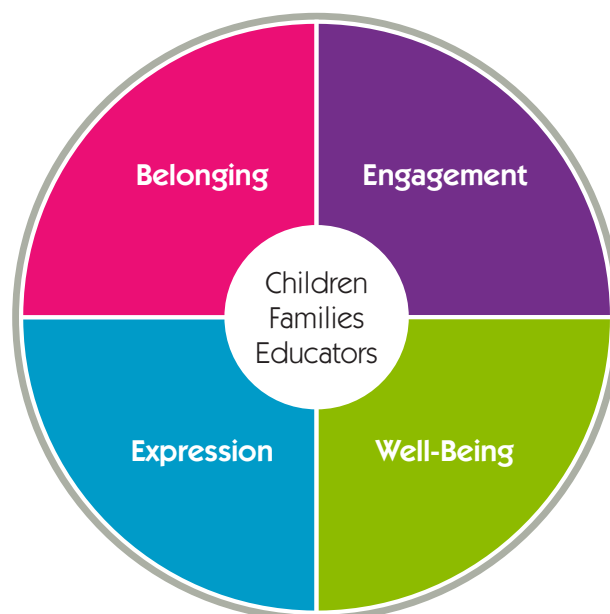 Belonging
Engagement
Children
Families
Educators
Expression
Well-Being